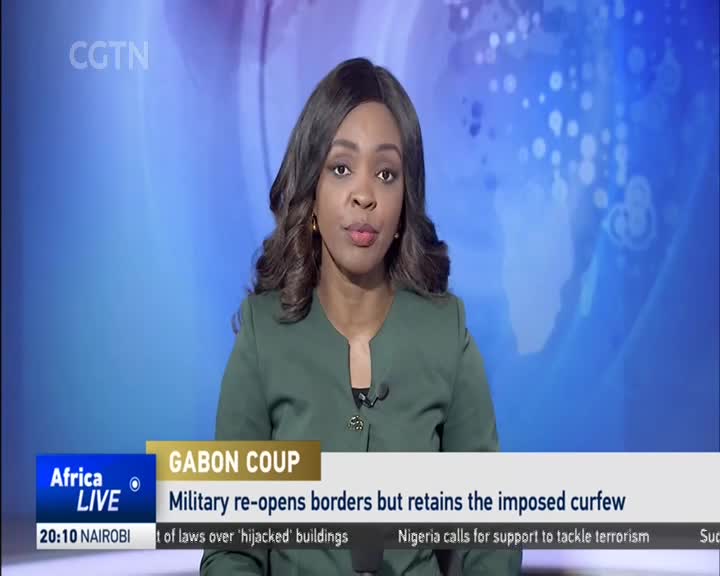 CGTN
GABON COUP
Africa
LIVE
Military re-opens borders but retains the imposed curfew
20:10 NAIROBI
t of laws over 'hijacked' buildings Nigeria calls for support to tackle terrorism